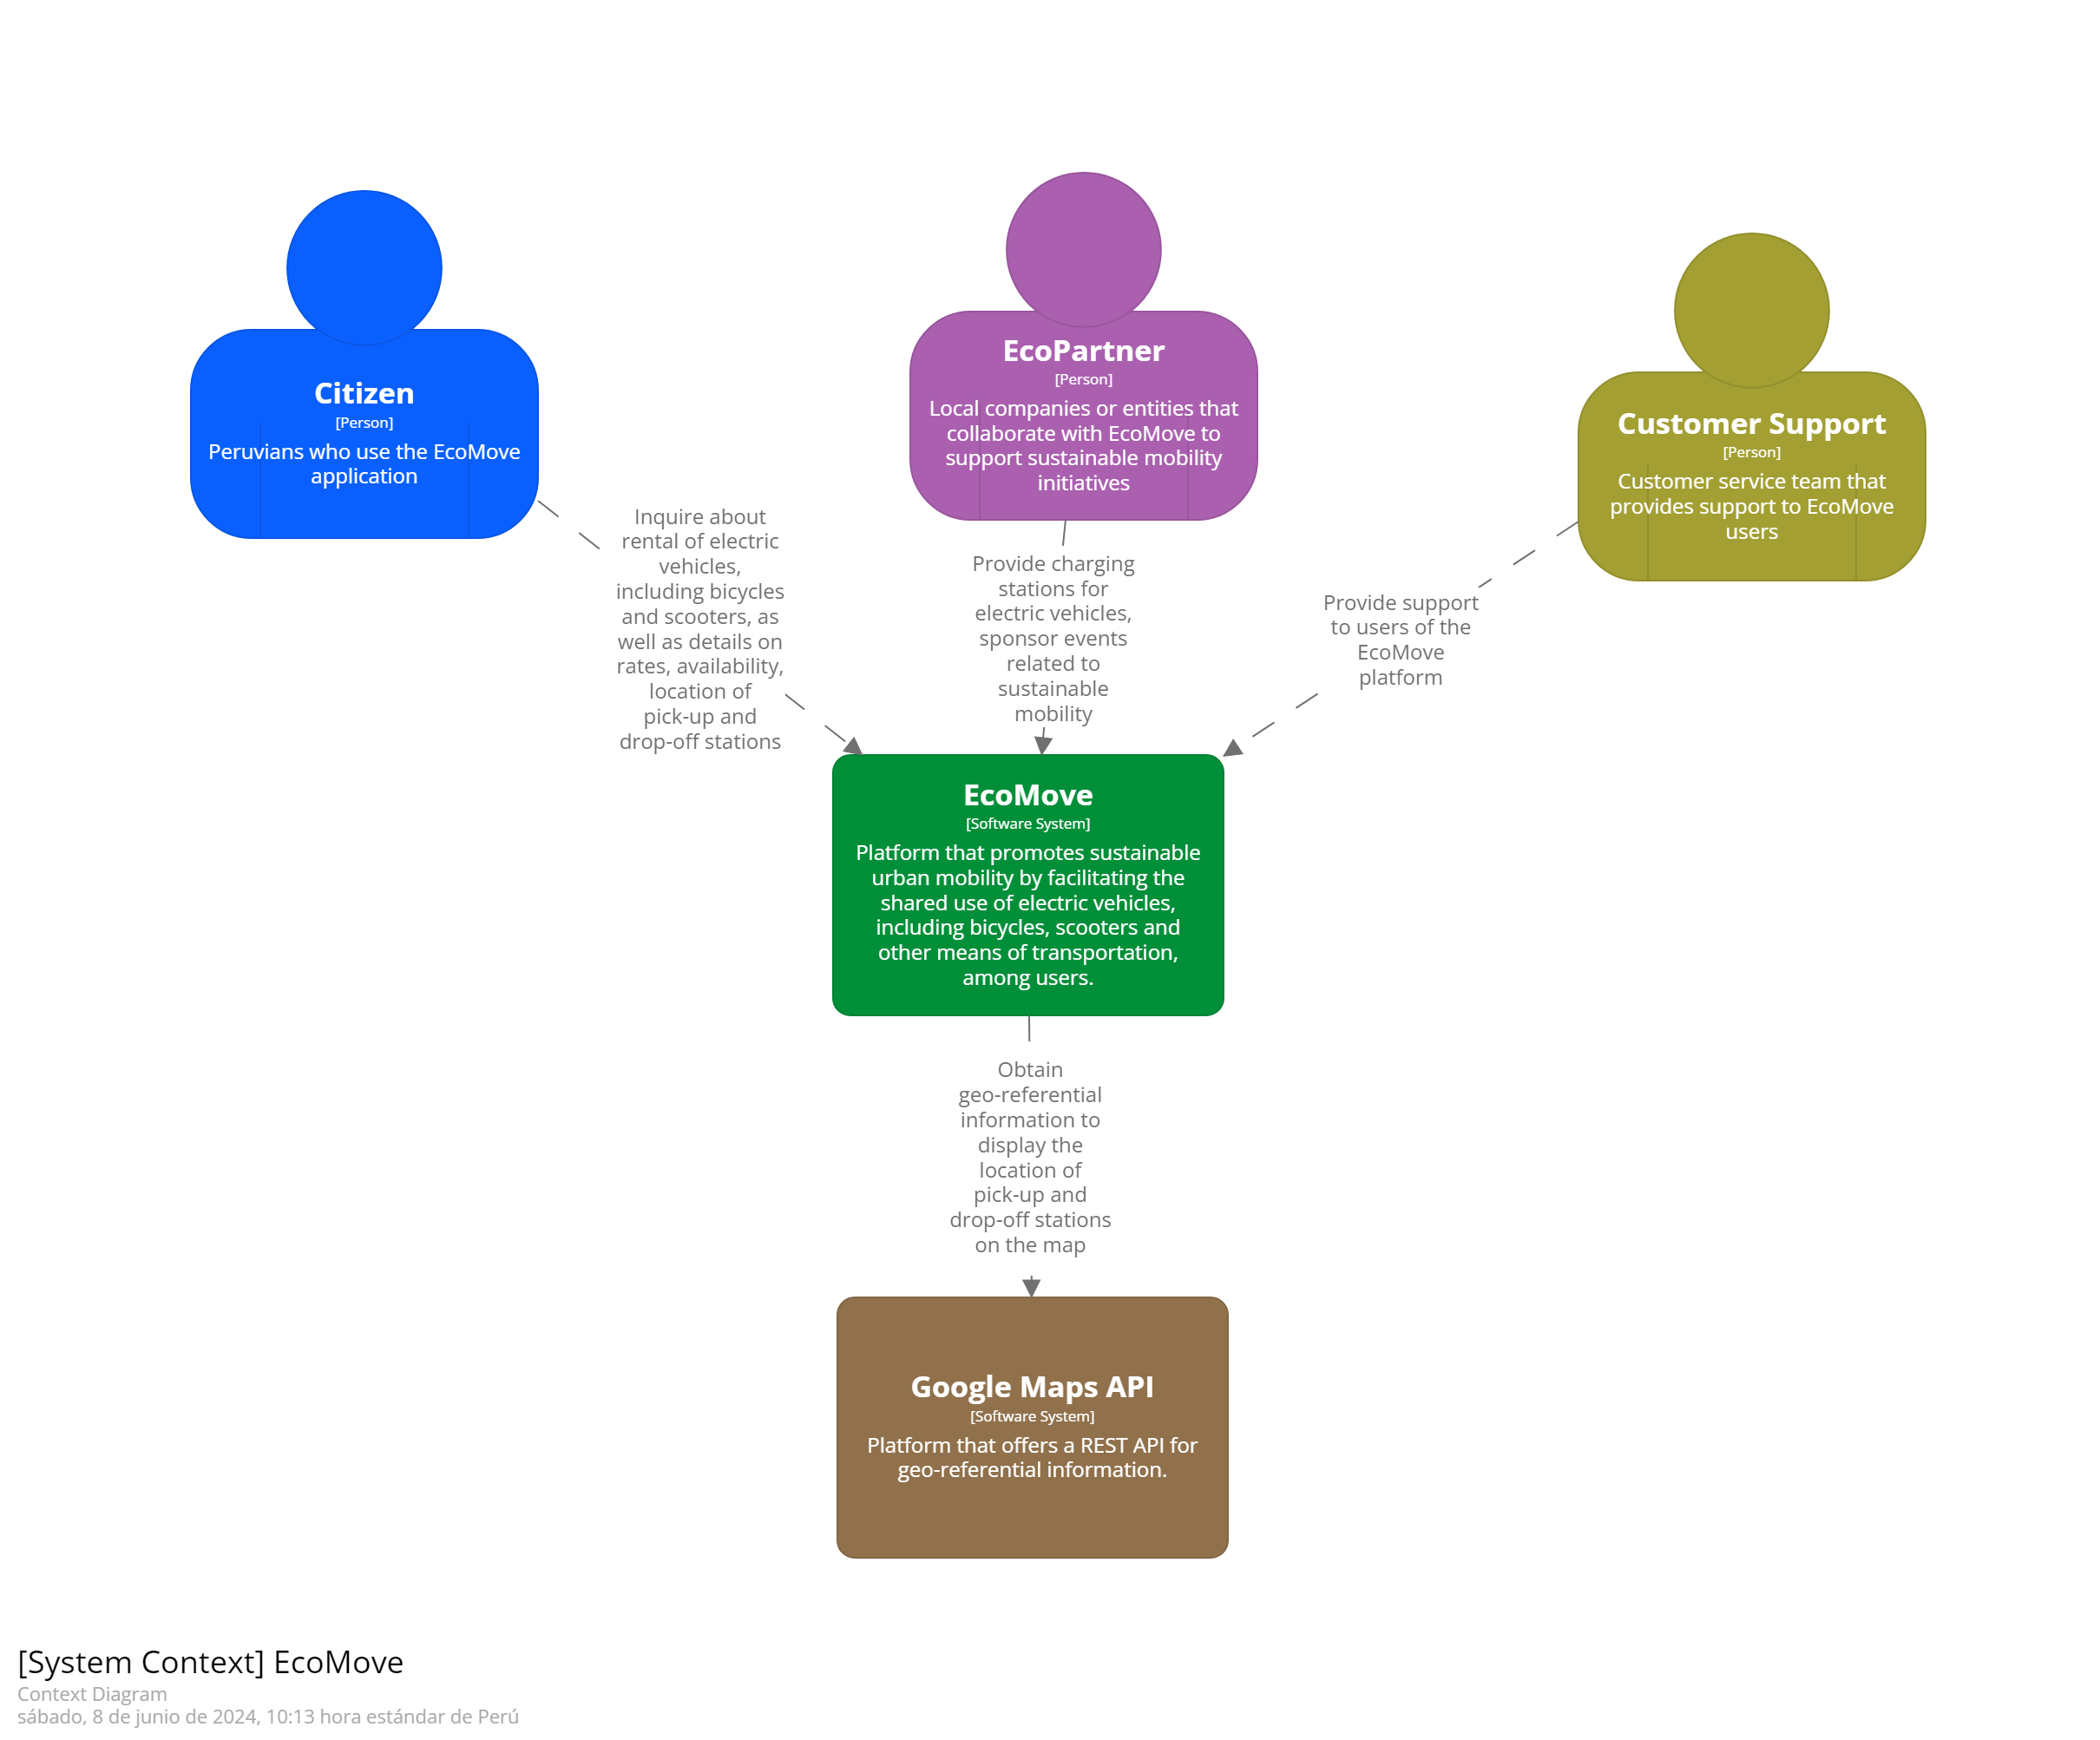 Citizen
[Person]
Peruvians who use the EcoMove
application
EcoPartner
[Person]
Local companies or entities that
collaborate with EcoMove to
support sustainable mobility
initiatives
Customer Support
[Person]
Customer service team that
provides support to EcoMove
users
Inquire about
rental of electric
vehicles,
including bicycles
and scooters, as
well as details on
rates, availability,
location of
pick-up and
drop-off stations
Provide charging
stations for
electric vehicles,
sponsor events
related to
sustainable
mobility
Provide support
to users of the
EcoMove
platform
EcoMove
[Software System]
Platform that promotes sustainable
urban mobility by facilitating the
shared use of electric vehicles,
including bicycles, scooters and
other means of transportation,
among users.
Obtain
geo-referential
information to
display the
location of
pick-up and
drop-off stations
on the map
Google Maps API
[Software System]
Platform that offers a REST API for
geo-referential information.
[System Context] EcoMove
Context Diagram
sábado, 8 de junio de 2024, 10:13 hora estándar de Perú